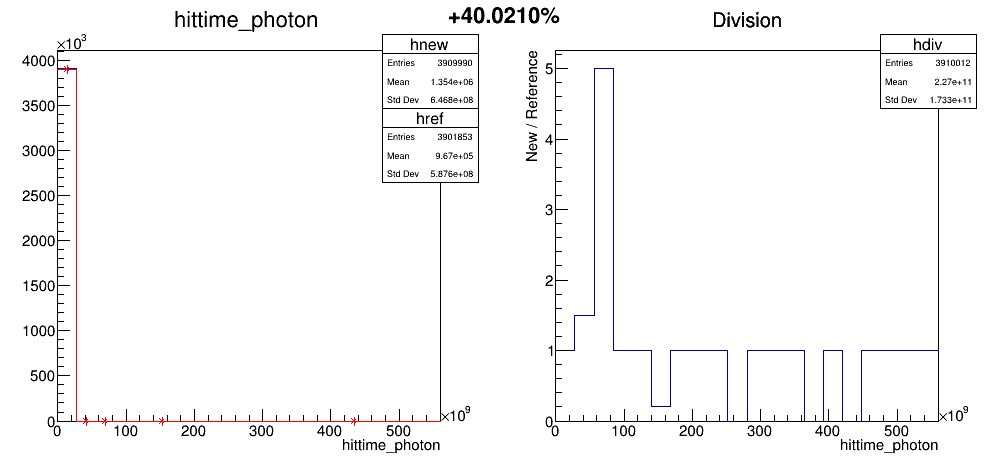 +40.0210%
hittime_photon
×10³
hnew
Entries 3909990
Mean 1.354e+06
Std Dev 6.468e+08
href
Entries 3901853
Mean 9.67e+05
Std Dev 5.876e+08
4000
3500
3000
2500
2000
1500
1000
500
0
0 100 200 300 400 500
×10⁹
hittime_photon
Division
hdiv
Entries 3910012
Mean 2.27e+11
Std Dev 1.733e+11
New / Reference
5
4
3
2
1
0
0 100 200 300 400 500
×10⁹
hittime_photon